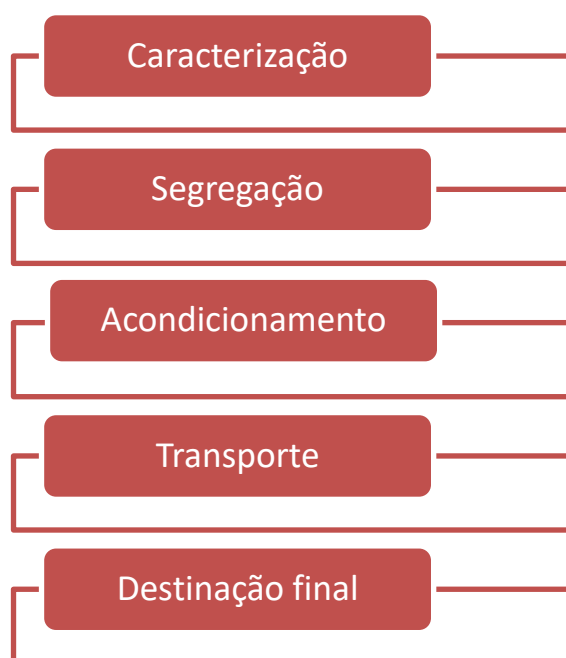 Caracterização
Segregação
Acondicionamento
Transporte
Destinação final